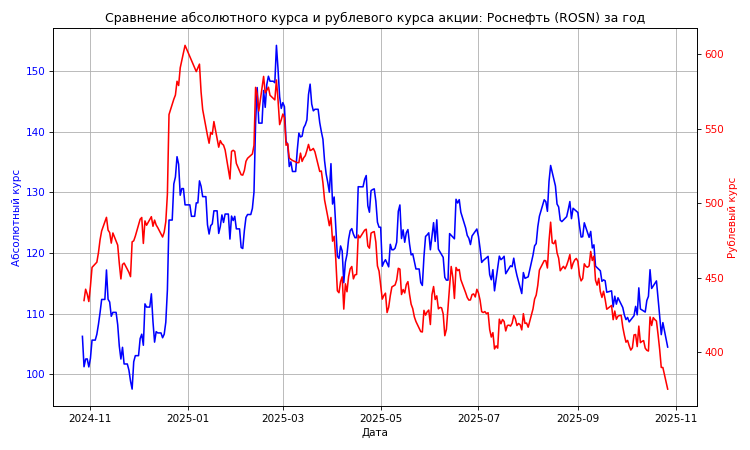 Сравнение абсолютного курса и рублевого курса акции: Роснефть (ROSN) за год
Абсолютный курс
150
140
130
120
110
100
600
550
500
450
400
Рублевый курс
2024-11 2025-01 2025-03 2025-05 2025-07 2025-09 2025-11
Дата